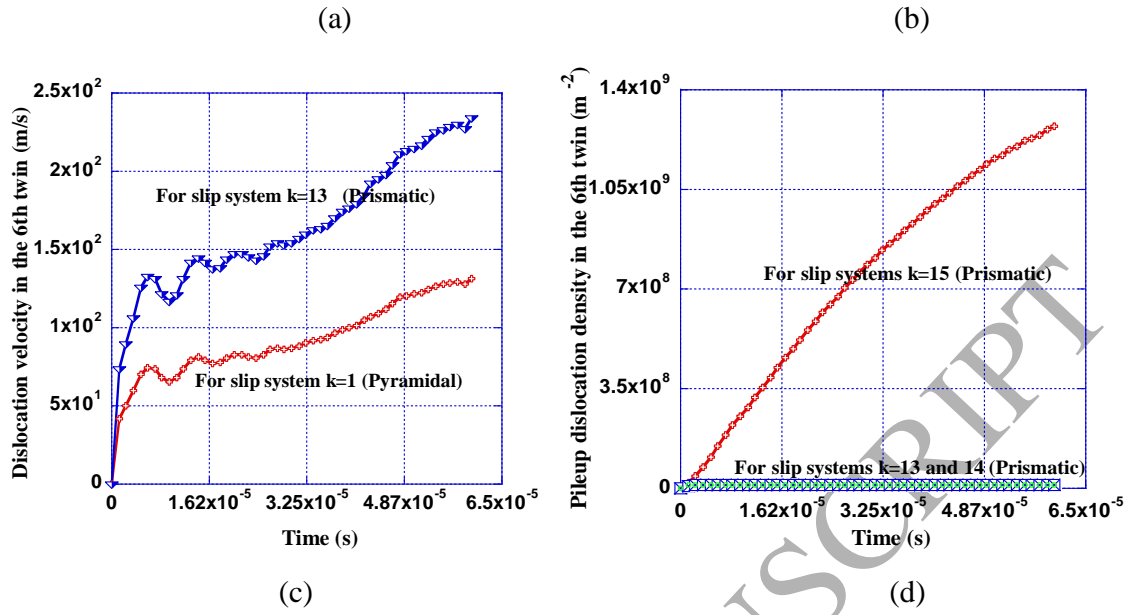 (a)
(b)
Dislocation velocity in the 6th twin (m/s)
2.5x10²
2x10²
1.5x10²
1x10²
5x10¹
0
For slip system k=13 (Prismatic)
For slip system k=1 (Pyramidal)
0
1.62x10⁻⁵
3.25x10⁻⁵
4.87x10⁻⁵
6.5x10⁻⁵
Time (s)
(c)
Pileup dislocation density in the 6th twin (m⁻²)
1.4x10⁹
1.05x10⁹
7x10⁸
3.5x10⁸
0
For slip systems k=15 (Prismatic)
For slip systems k=13 and 14 (Prismatic)
0
1.62x10⁻⁵
3.25x10⁻⁵
4.87x10⁻⁵
6.5x10⁻⁵
Time (s)
(d)
USCRIPT